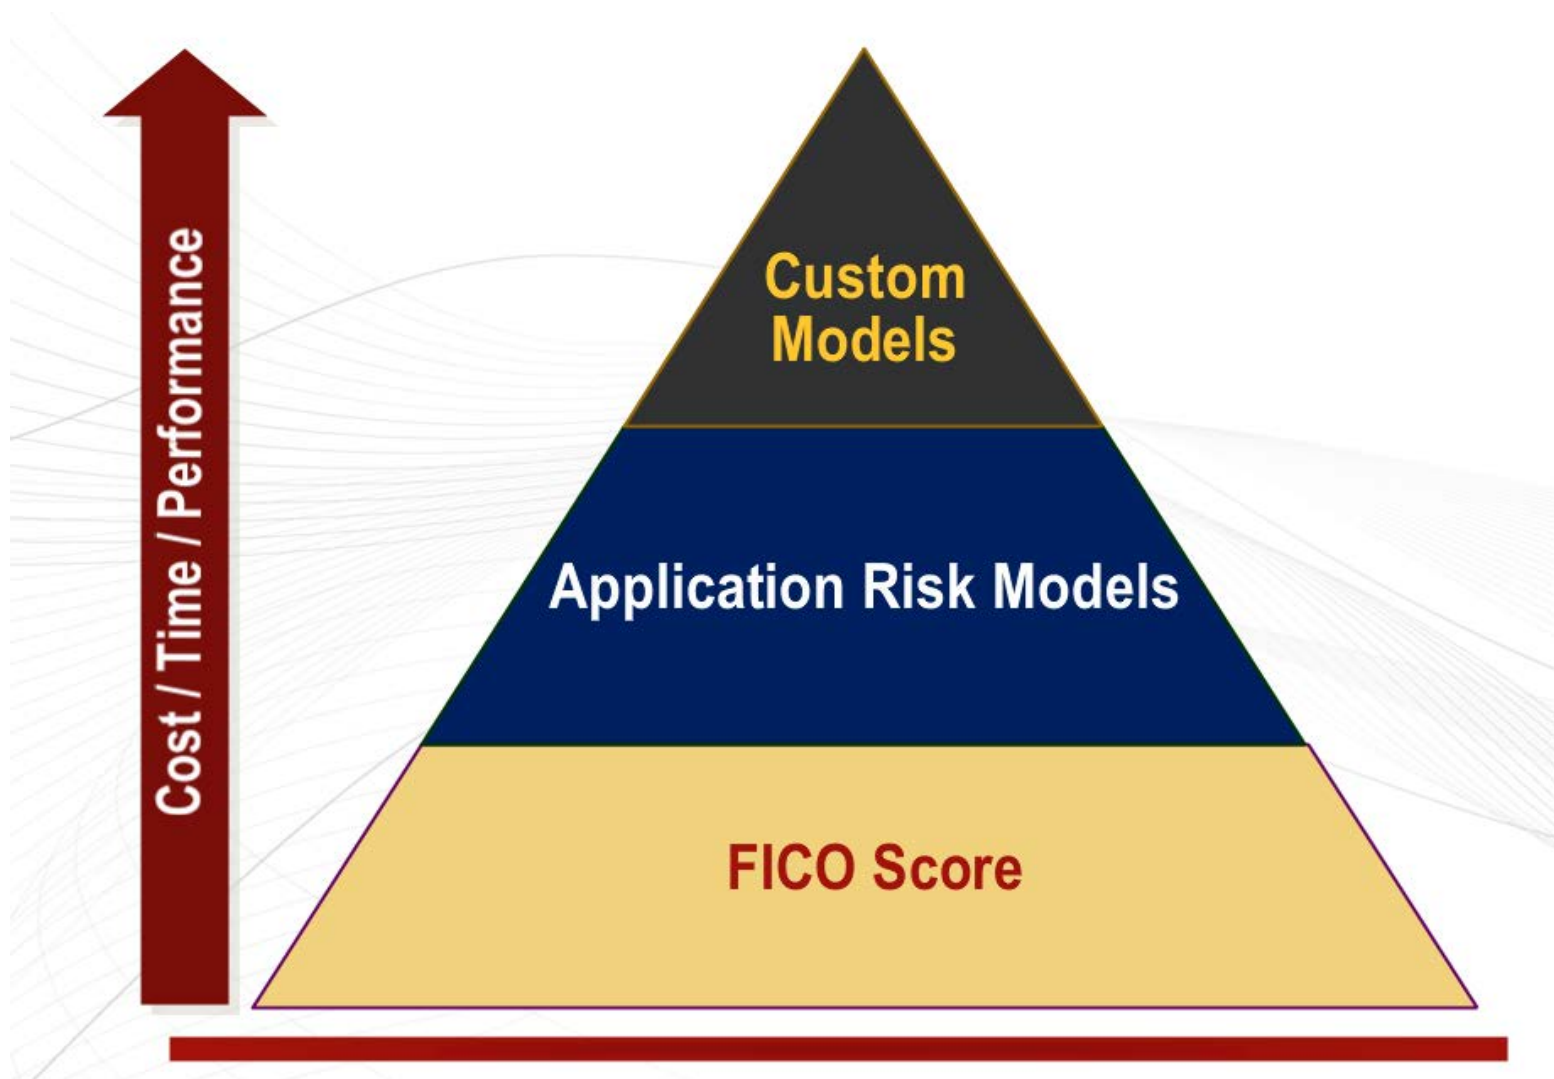 Cost / Time / Performance
Custom
Models
Application Risk Models
FICO Score